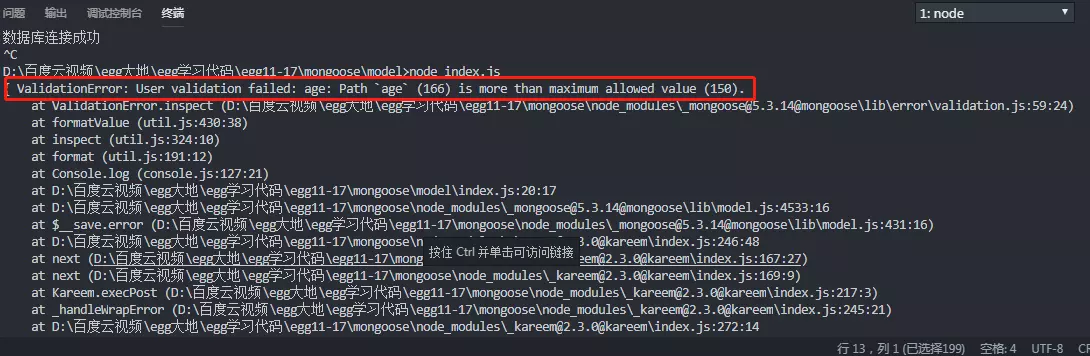 问题 输出 调试控制台 终端 1: node
数据库连接成功
^C
D:\百度云视频\egg大地\egg学习代码\egg11-17\mongoose\model>node index.js
{ ValidationError: User validation failed: age: Path `age` (166) is more than maximum allowed value (150).
at ValidationError.inspect (D:\百度云视频\egg大地\egg学习代码\egg11-17\mongoose\node_modules\_mongoose@5.3.14@mongoose\lib\error\validation.js:59:24)
at formatValue (util.js:430:38)
at inspect (util.js:324:10)
at format (util.js:191:12)
at Console.log (console.js:127:21)
at D:\百度云视频\egg大地\egg学习代码\egg11-17\mongoose\model\index.js:20:17
at D:\百度云视频\egg大地\egg学习代码\egg11-17\mongoose\node_modules\_mongoose@5.3.14@mongoose\lib\model.js:4533:16
at $__save.error (D:\百度云视频\egg大地\egg学习代码\egg11-17\mongoose\node_modules\_mongoose@5.3.14@mongoose\lib\model.js:431:16)
at D:\百度云视频\egg大地\egg学习代码\egg11-17\mongoose\node_modules\_kareem@2.3.0@kareem\index.js:246:48
按住 Ctrl 并单击可访问链接
at next (D:\百度云视频\egg大地\egg学习代码\egg11-17\mongoose\no @2.3.0@kareem\index.js:167:27)
at next (D:\百度云视频\egg大地\egg学习代码\egg11-17\mongoose\node_modules\_kareem@2.3.0@kareem\index.js:169:9)
at Kareem.execPost (D:\百度云视频\egg大地\egg学习代码\egg11-17\mongoose\node_modules\_kareem@2.3.0@kareem\index.js:217:3)
at _handleWrapError (D:\百度云视频\egg大地\egg学习代码\egg11-17\mongoose\node_modules\_kareem@2.3.0@kareem\index.js:245:21)
at D:\百度云视频\egg大地\egg学习代码\egg11-17\mongoose\node_modules\_kareem@2.3.0@kareem\index.js:272:14
行 13，列 1 (已选择199) 空格: 4 UTF-8